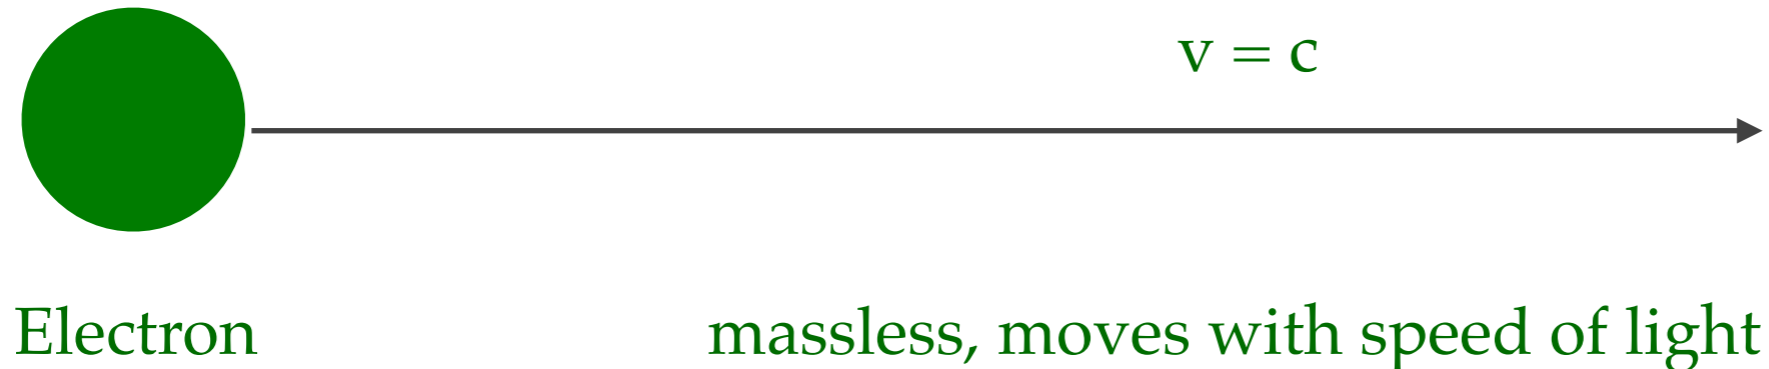 v = c
Electron
massless, moves with speed of light